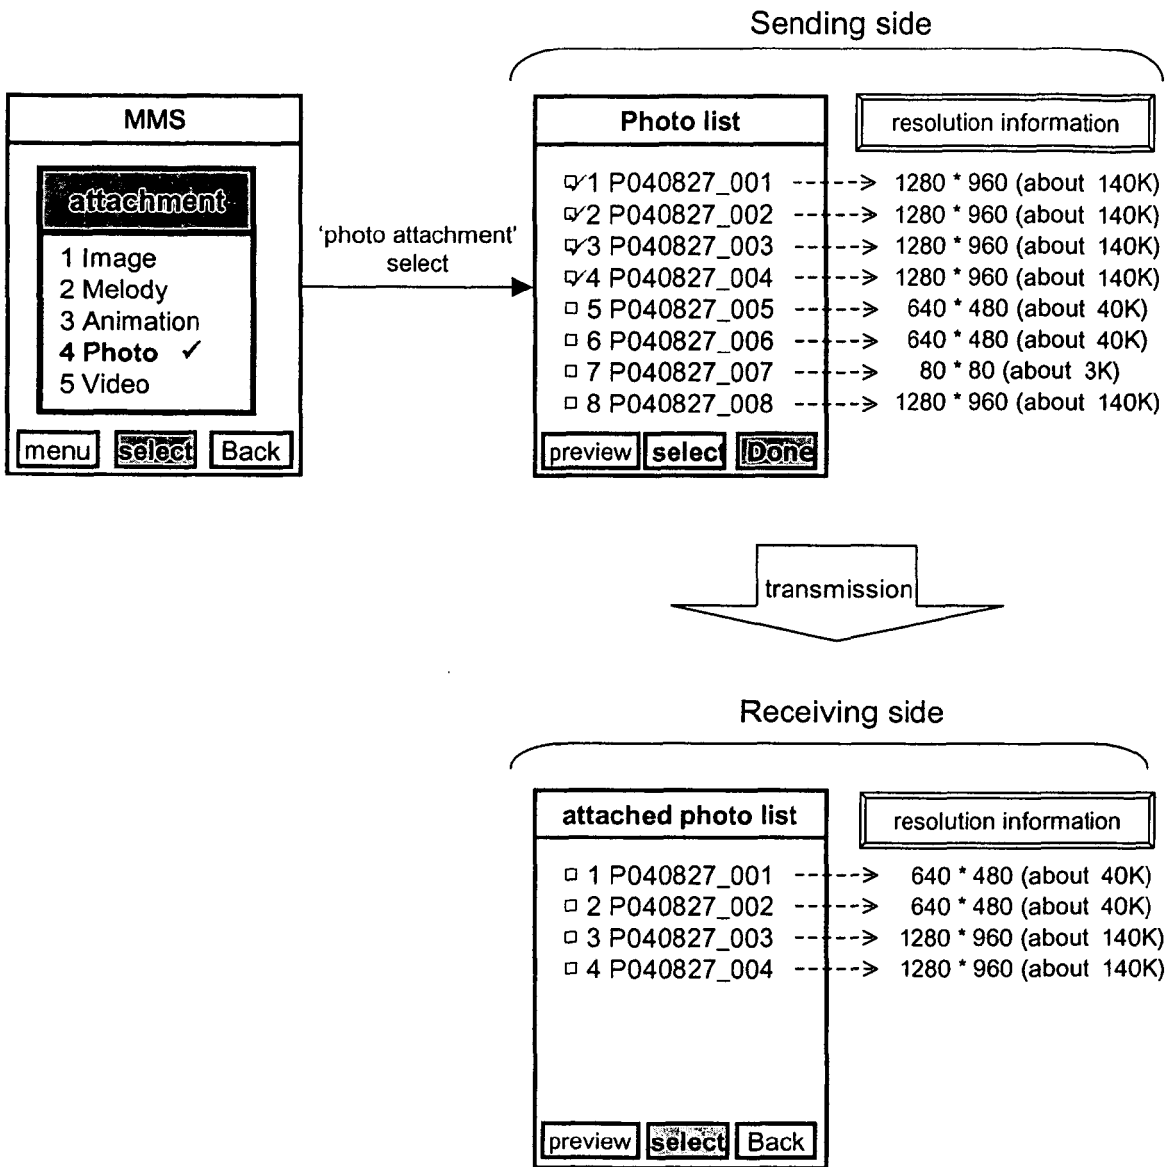 Sending side
MMS
attachment
1 Image
2 Melody
3 Animation
4 Photo ✓
5 Video
menu select Back
'photo attachment'
select
Photo list
resolution information
1 P040827_001 1280 * 960 (about 140K)
2 P040827_002 1280 * 960 (about 140K)
3 P040827_003 1280 * 960 (about 140K)
4 P040827_004 1280 * 960 (about 140K)
5 P040827_005 640 * 480 (about 40K)
6 P040827_006 640 * 480 (about 40K)
7 P040827_007 80 * 80 (about 3K)
8 P040827_008 1280 * 960 (about 140K)
preview select Done
transmission
Receiving side
attached photo list
resolution information
1 P040827_001 640 * 480 (about 40K)
2 P040827_002 640 * 480 (about 40K)
3 P040827_003 1280 * 960 (about 140K)
4 P040827_004 1280 * 960 (about 140K)
preview select Back